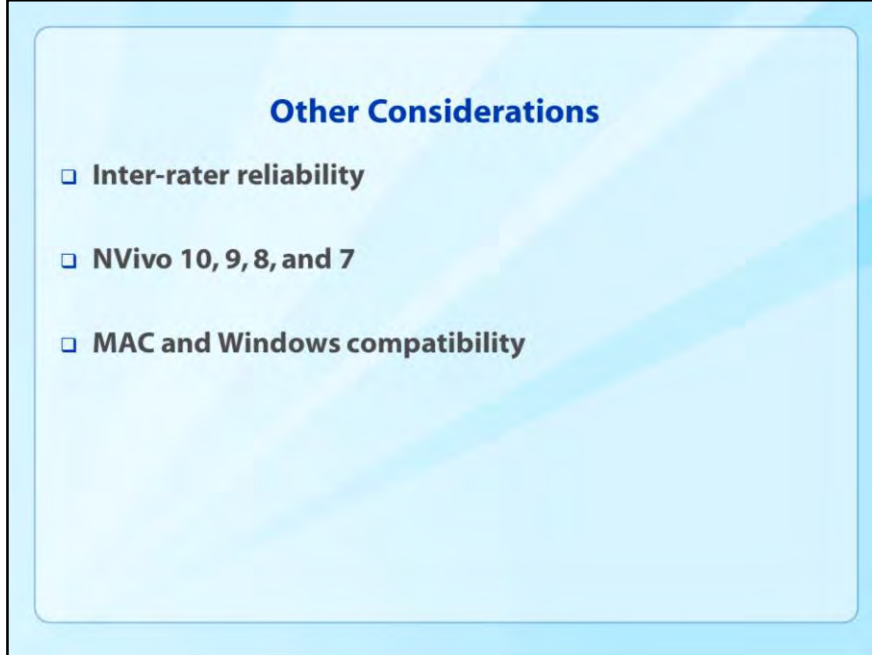 Other Considerations
Inter-rater reliability
NVivo 10, 9, 8, and 7
MAC and Windows compatibility